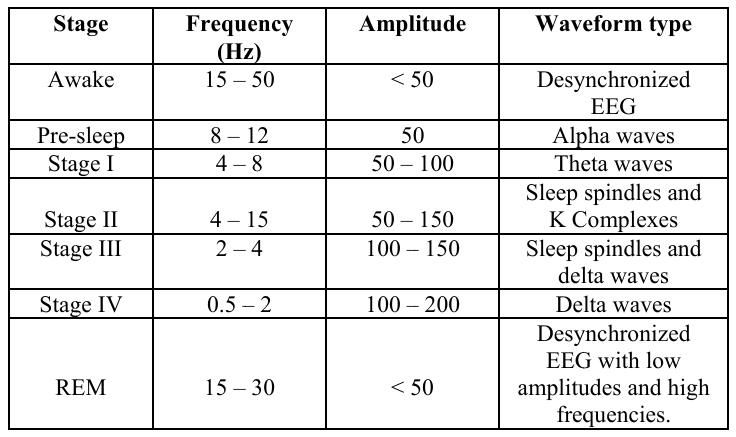 Stage Frequency (Hz) Amplitude Waveform type
Awake 15 – 50 < 50 Desynchronized EEG
Pre-sleep 8 – 12 50 Alpha waves
Stage I 4 – 8 50 – 100 Theta waves
Stage II 4 – 15 50 – 150 Sleep spindles and K Complexes
Stage III 2 – 4 100 – 150 Sleep spindles and delta waves
Stage IV 0.5 – 2 100 – 200 Delta waves
REM 15 – 30 < 50 Desynchronized EEG with low amplitudes and high frequencies.